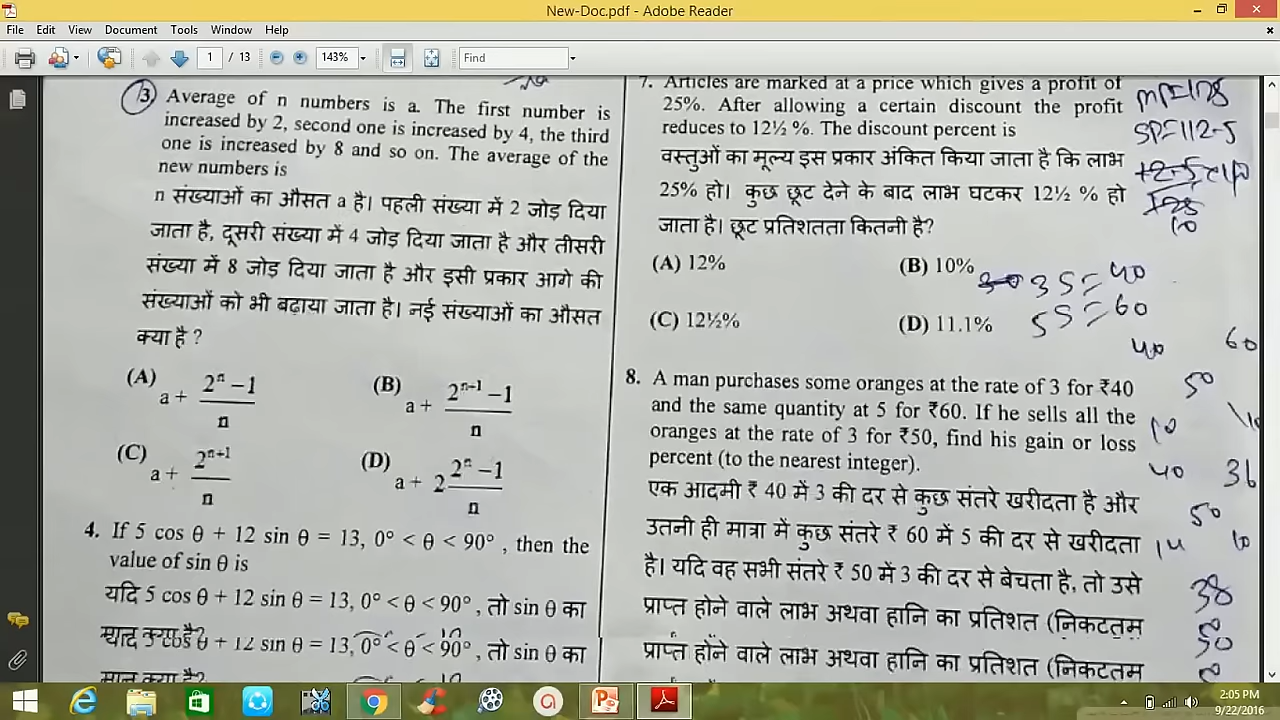 New-Doc.pdf - Adobe Reader
File Edit View Document Tools Window Help
1 / 13 143% Find
3. Average of n numbers is a. The first number is
increased by 2, second one is increased by 4, the third
one is increased by 8 and so on. The average of the
new numbers is
n संख्याओं का औसत a है। पहली संख्या में 2 जोड़ दिया
जाता है, दूसरी संख्या में 4 जोड़ दिया जाता है और तीसरी
संख्या में 8 जोड़ दिया जाता है और इसी प्रकार आगे की
संख्याओं को भी बढ़ाया जाता है। नई संख्याओं का औसत
क्या है ?
(A) a + (2ⁿ – 1)/n (B) a + (2ⁿ⁻¹ – 1)/n
(C) a + 2ⁿ⁺¹/n (D) a + 2 (2ⁿ – 1)/n
4. If 5 cos θ + 12 sin θ = 13, 0° < θ < 90° , then the
value of sin θ is
यदि 5 cos θ + 12 sin θ = 13, 0° < θ < 90° , तो sin θ का
मान क्या है?
यदि 5 cos θ + 12 sin θ = 13, 0° < θ < 90° , तो sin θ का
मान क्या है?
7. Articles are marked at a price which gives a profit of
25%. After allowing a certain discount the profit
reduces to 12½ %. The discount percent is
वस्तुओं का मूल्य इस प्रकार अंकित किया जाता है कि लाभ
25% हो। कुछ छूट देने के बाद लाभ घटकर 12½ % हो
जाता है। छूट प्रतिशतता कितनी है?
(A) 12% (B) 10%
(C) 12½% (D) 11.1%
8. A man purchases some oranges at the rate of 3 for ₹40
and the same quantity at 5 for ₹60. If he sells all the
oranges at the rate of 3 for ₹50, find his gain or loss
percent (to the nearest integer).
एक आदमी ₹ 40 में 3 की दर से कुछ संतरे खरीदता है और
उतनी ही मात्रा में कुछ संतरे ₹ 60 में 5 की दर से खरीदता
है। यदि वह सभी संतरे ₹ 50 में 3 की दर से बेचता है, तो उसे
प्राप्त होने वाले लाभ अथवा हानि का प्रतिशत (निकटतम
प्राप्त होने वाले लाभ अथवा हानि का प्रतिशत (निकटतम
SP=112-5
10
35=40
55=60
40 60
50
10
40 36
50
14 10
38
50
2:05 PM
9/22/2016